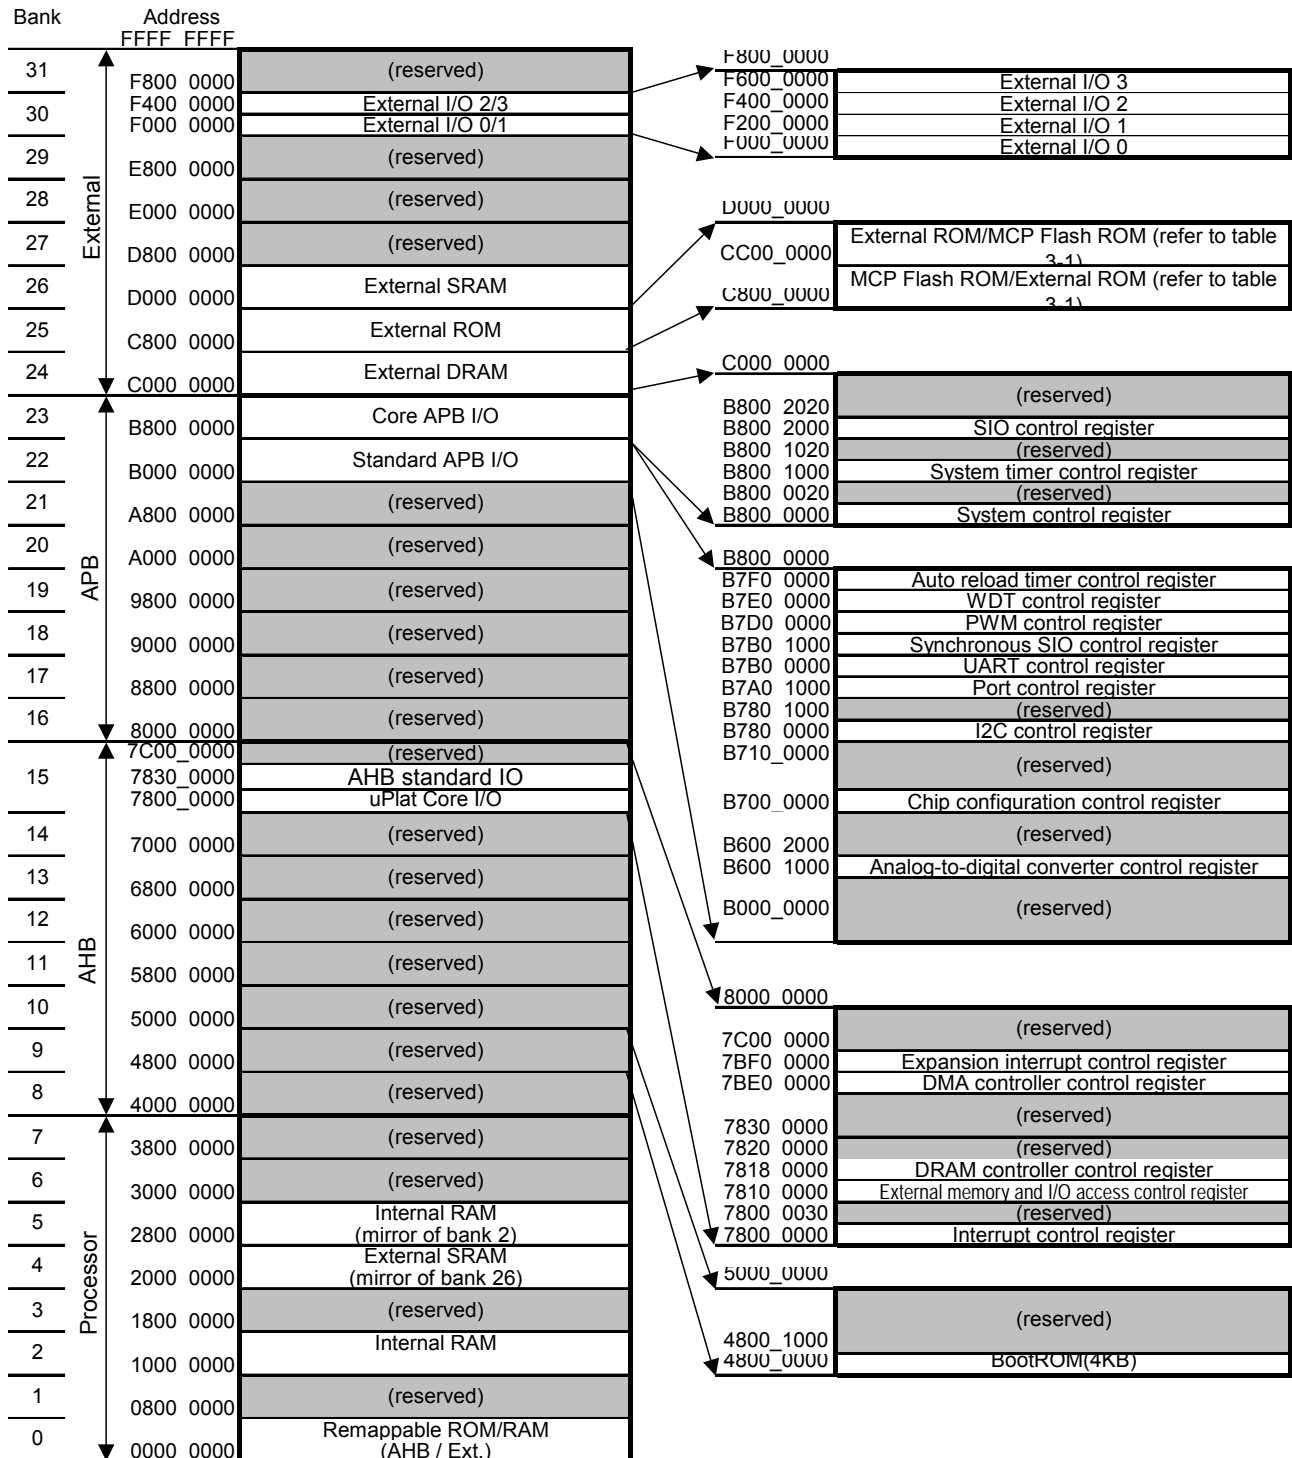 Bank Address
FFFF FFFF
31 F800 0000 (reserved)
30 F400 0000 External I/O 2/3
F000 0000 External I/O 0/1
29 E800 0000 (reserved)
28 E000 0000 (reserved)
27 D800 0000 (reserved)
26 D000 0000 External SRAM
25 C800 0000 External ROM
24 C000 0000 External DRAM
External
23 B800 0000 Core APB I/O
22 B000 0000 Standard APB I/O
21 A800 0000 (reserved)
20 A000 0000 (reserved)
19 9800 0000 (reserved)
18 9000 0000 (reserved)
17 8800 0000 (reserved)
16 8000 0000 (reserved)
APB
7C00_0000 (reserved)
15 7830_0000 AHB standard IO
7800_0000 uPlat Core I/O
14 7000 0000 (reserved)
13 6800 0000 (reserved)
12 6000 0000 (reserved)
11 5800 0000 (reserved)
10 5000 0000 (reserved)
9 4800 0000 (reserved)
8 4000 0000 (reserved)
AHB
7 3800 0000 (reserved)
6 3000 0000 (reserved)
5 2800 0000 Internal RAM
(mirror of bank 2)
4 2000 0000 External SRAM
(mirror of bank 26)
3 1800 0000 (reserved)
2 1000 0000 Internal RAM
1 0800 0000 (reserved)
0 0000 0000 Remappable ROM/RAM
(AHB / Ext.)
Processor
F800_0000
F600_0000 External I/O 3
F400_0000 External I/O 2
F200_0000 External I/O 1
F000_0000 External I/O 0
D000_0000
CC00_0000 External ROM/MCP Flash ROM (refer to table
3-1)
C800_0000 MCP Flash ROM/External ROM (refer to table
3-1)
C000 0000
B800 2020 (reserved)
B800 2000 SIO control register
B800 1020 (reserved)
B800 1000 System timer control register
B800 0020 (reserved)
B800 0000 System control register
B800 0000
B7F0 0000 Auto reload timer control register
B7E0 0000 WDT control register
B7D0 0000 PWM control register
B7B0 1000 Synchronous SIO control register
B7B0 0000 UART control register
B7A0 1000 Port control register
B780 1000 (reserved)
B780 0000 I2C control register
B710_0000 (reserved)
B700_0000 Chip configuration control register
B600 2000 (reserved)
B600 1000 Analog-to-digital converter control register
B000_0000 (reserved)
8000 0000
7C00 0000 (reserved)
7BF0 0000 Expansion interrupt control register
7BE0 0000 DMA controller control register
7830 0000 (reserved)
7820 0000 (reserved)
7818 0000 DRAM controller control register
7810 0000 External memory and I/O access control register
7800 0030 (reserved)
7800 0000 Interrupt control register
5000_0000
4800_1000 (reserved)
4800_0000 BootROM(4KB)